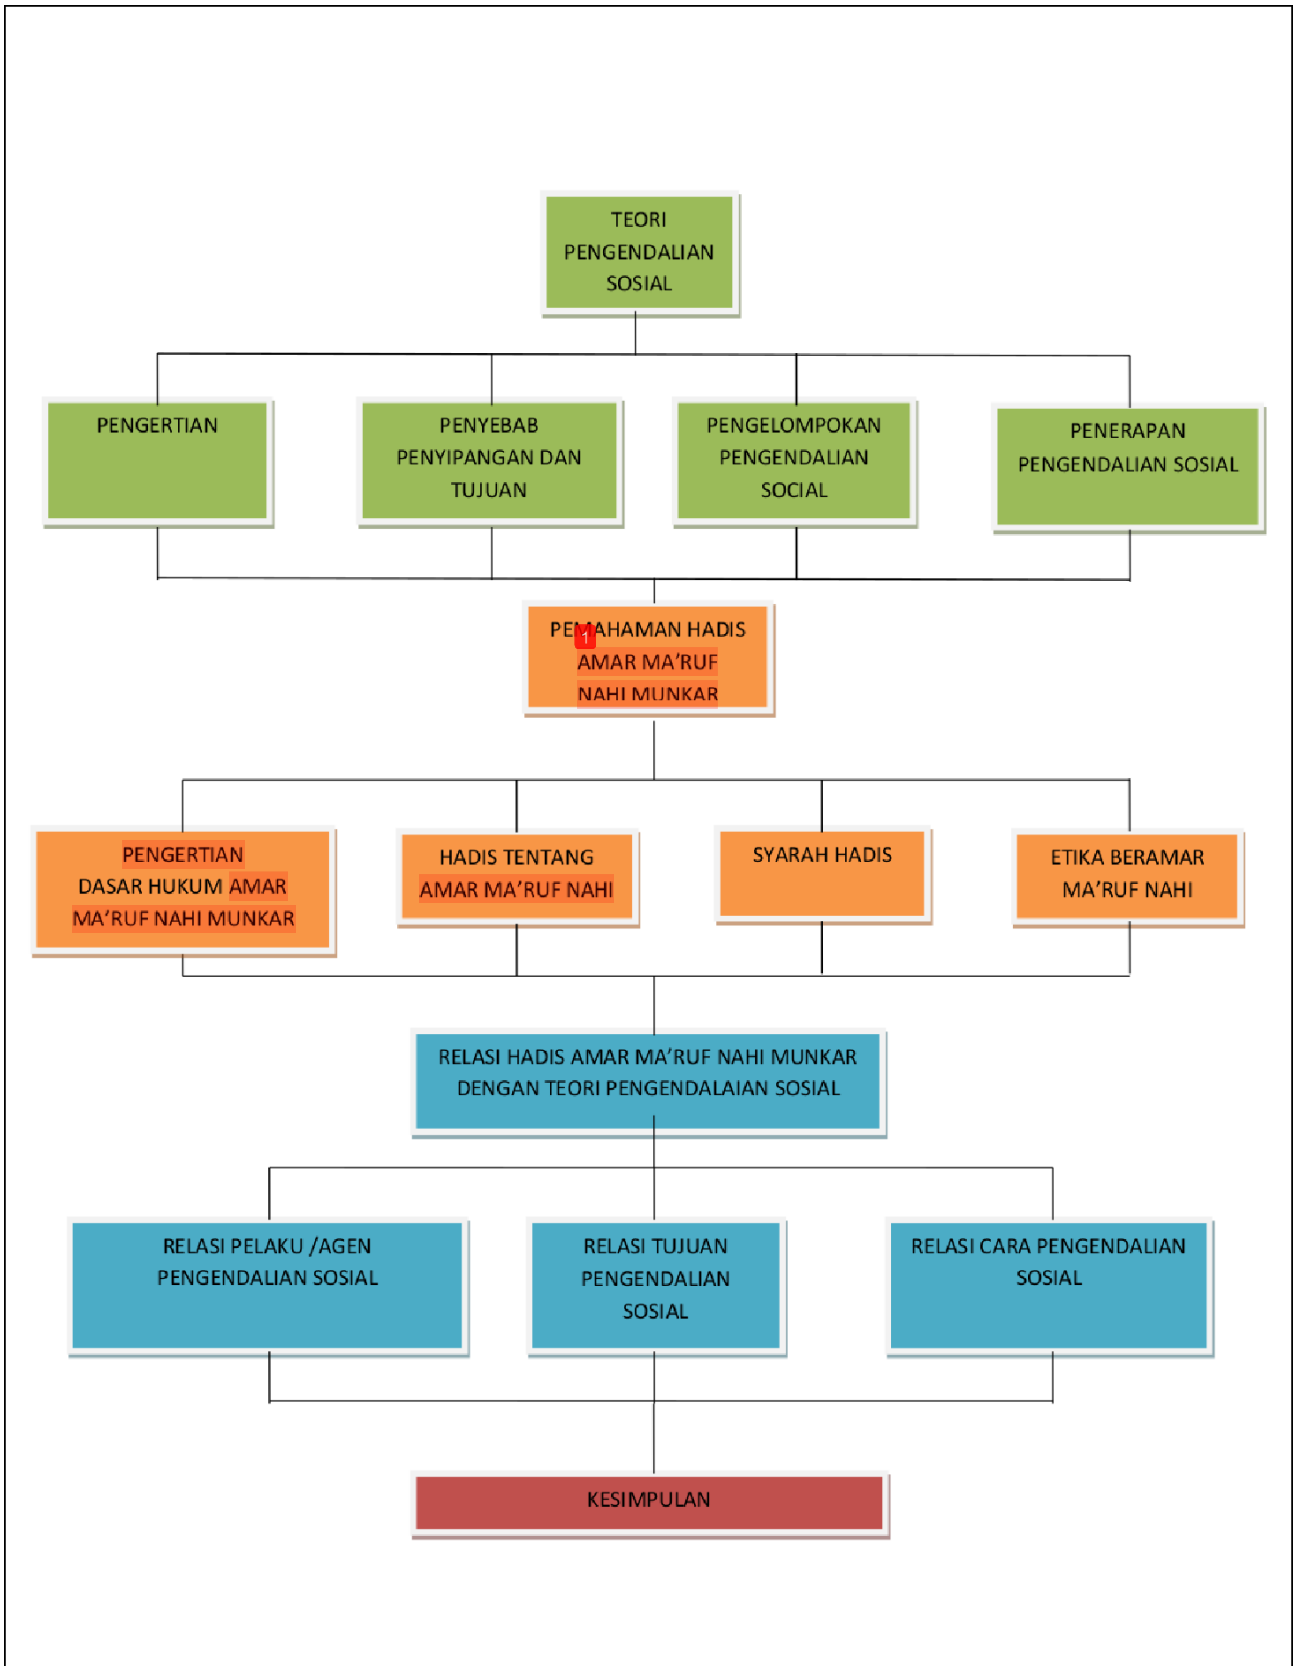 TEORI
PENGENDALIAN
SOSIAL
PENGERTIAN
PENYEBAB
PENYIPANGAN DAN
TUJUAN
PENGELOMPOKAN
PENGENDALIAN
SOCIAL
PENERAPAN
PENGENDALIAN SOSIAL
PEMAHAMAN HADIS
1
AMAR MA’RUF
NAHI MUNKAR
PENGERTIAN
DASAR HUKUM AMAR
MA’RUF NAHI MUNKAR
HADIS TENTANG
AMAR MA’RUF NAHI
SYARAH HADIS
ETIKA BERAMAR
MA’RUF NAHI
RELASI HADIS AMAR MA’RUF NAHI MUNKAR
DENGAN TEORI PENGENDALAIAN SOSIAL
RELASI PELAKU /AGEN
PENGENDALIAN SOSIAL
RELASI TUJUAN
PENGENDALIAN
SOSIAL
RELASI CARA PENGENDALIAN
SOSIAL
KESIMPULAN